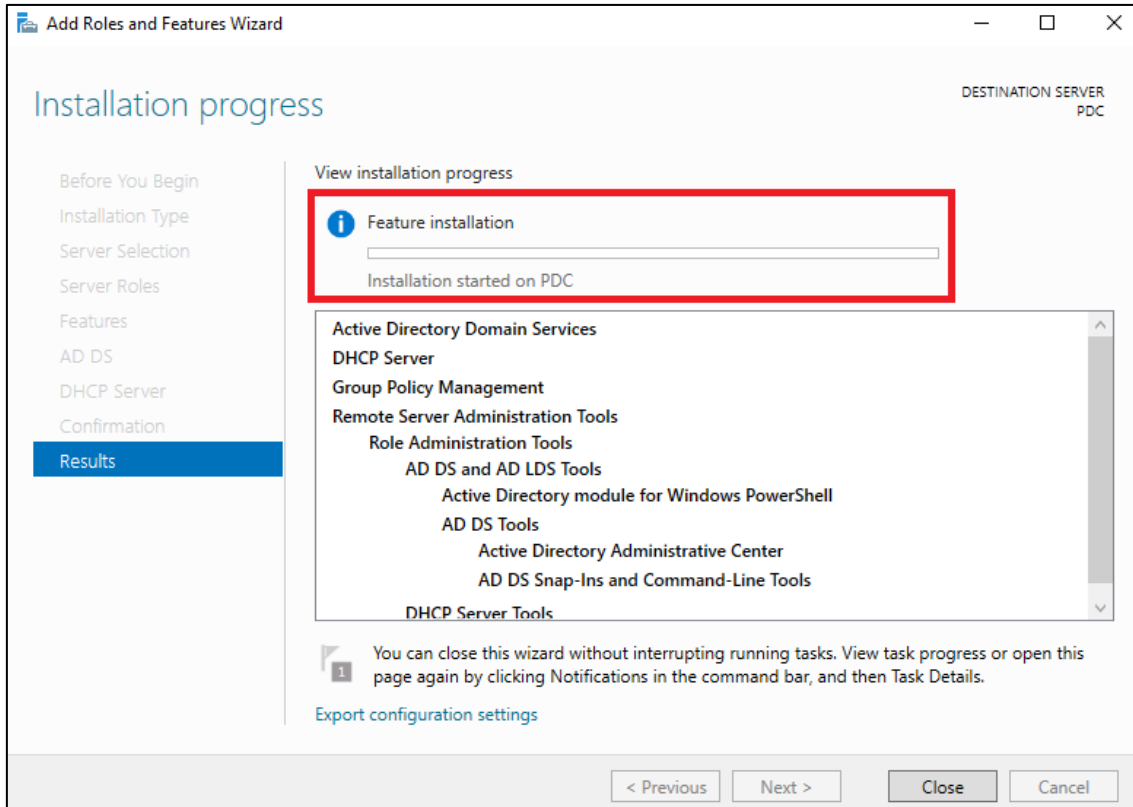 Add Roles and Features Wizard
Installation progress
DESTINATION SERVER
PDC
Before You Begin
Installation Type
Server Selection
Server Roles
Features
AD DS
DHCP Server
Confirmation
Results
View installation progress
Feature installation
Installation started on PDC
Active Directory Domain Services
DHCP Server
Group Policy Management
Remote Server Administration Tools
Role Administration Tools
AD DS and AD LDS Tools
Active Directory module for Windows PowerShell
AD DS Tools
Active Directory Administrative Center
AD DS Snap-Ins and Command-Line Tools
DHCP Server Tools
1
You can close this wizard without interrupting running tasks. View task progress or open this
page again by clicking Notifications in the command bar, and then Task Details.
Export configuration settings
< Previous
Next >
Close
Cancel